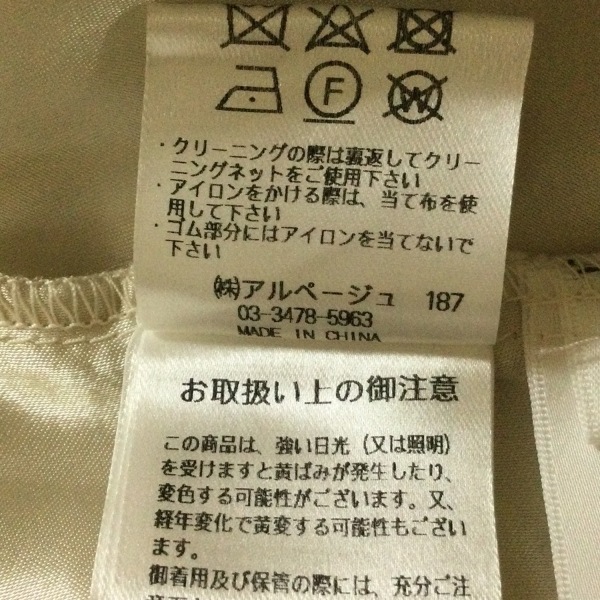 F
W
・クリーニングの際は裏返してクリー
ニングネットをご使用下さい
・アイロンをかける際は、当て布を使
用して下さい
・ゴム部分にはアイロンを当てないで
下さい
㈱アルページュ 187
03-3478-5963
MADE IN CHINA
お取扱い上の御注意
この商品は、強い日光（又は照明）
を受けますと黄ばみが発生したり、
変色する可能性がございます。又、
経年変化で黄変する可能性もござい
ます。
御着用及び保管の際には、充分ご注